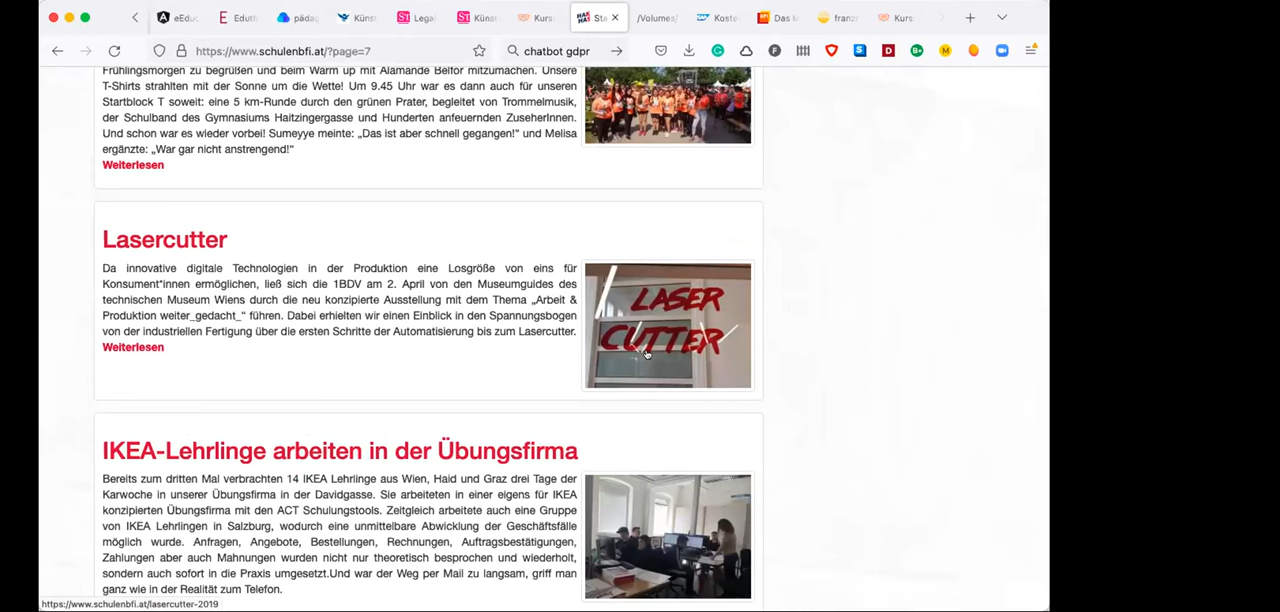 eEduc
Eduth
pädag
Künst
Lega
Künst
Kurs
Sta
/Volumes/
Koste
Das M
franz
Kurs
https://www.schulenbfi.at/?page=7
chatbot gdpr
Frühlingsmorgen zu begrüßen und beim Warm up mit Alamande Belfor mitzumachen. Unsere
T-Shirts strahlten mit der Sonne um die Wette! Um 9.45 Uhr war es dann auch für unseren
Startblock T soweit: eine 5 km-Runde durch den grünen Prater, begleitet von Trommelmusik,
der Schulband des Gymnasiums Haitzingergasse und Hunderten anfeuernden ZuseherInnen.
Und schon war es wieder vorbei! Sumeyye meinte: „Das ist aber schnell gegangen!“ und Melisa
ergänzte: „War gar nicht anstrengend!“
Weiterlesen
Lasercutter
Da innovative digitale Technologien in der Produktion eine Losgröße von eins für
Konsument*innen ermöglichen, ließ sich die 1BDV am 2. April von den Museumguides des
technischen Museum Wiens durch die neu konzipierte Ausstellung mit dem Thema „Arbeit &
Produktion weiter_gedacht_“ führen. Dabei erhielten wir einen Einblick in den Spannungsbogen
von der industriellen Fertigung über die ersten Schritte der Automatisierung bis zum Lasercutter.
Weiterlesen
LASER
CUTTER
IKEA-Lehrlinge arbeiten in der Übungsfirma
Bereits zum dritten Mal verbrachten 14 IKEA Lehrlinge aus Wien, Haid und Graz drei Tage der
Karwoche in unserer Übungsfirma in der Davidgasse. Sie arbeiteten in einer eigens für IKEA
konzipierten Übungsfirma mit den ACT Schulungstools. Zeitgleich arbeitete auch eine Gruppe
von IKEA Lehrlingen in Salzburg, wodurch eine unmittelbare Abwicklung der Geschäftsfälle
möglich wurde. Anfragen, Angebote, Bestellungen, Rechnungen, Auftragsbestätigungen,
Zahlungen aber auch Mahnungen wurden nicht nur theoretisch besprochen und wiederholt,
sondern auch sofort in die Praxis umgesetzt.Und war der Weg per Mail zu langsam, griff man
ganz wie in der Realität zum Telefon.
https://www.schulenbfi.at/lasercutter-2019